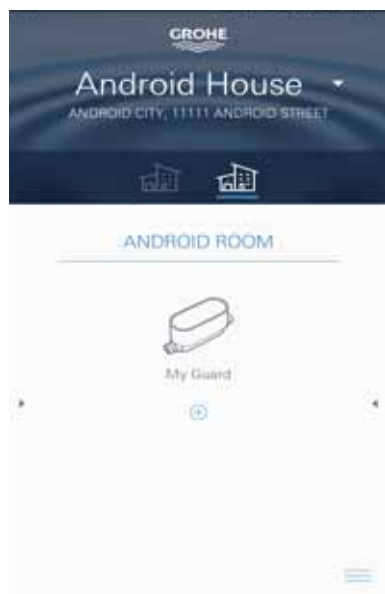 GROHE
Android House
ANDROID CITY, 11111 ANDROID STREET
ANDROID ROOM
My Guard